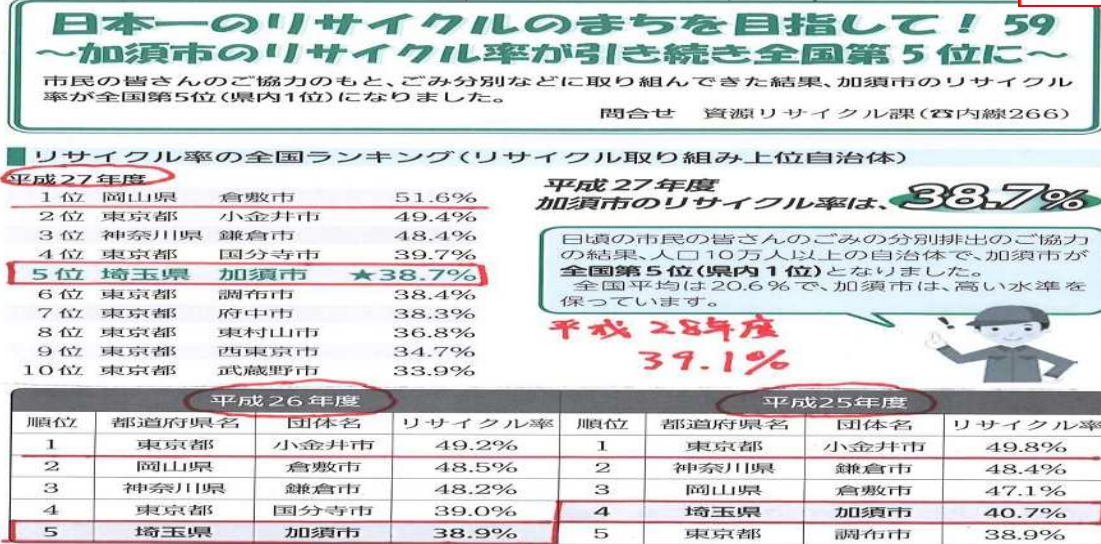 日本一のリサイクルのまちを目指して！ 59
～加須市のリサイクル率が引き続き全国第5位に～
市民の皆さんのご協力のもと、ごみ分別などに取り組んできた結果、加須市のリサイクル
率が全国第5位(県内1位)になりました。
問合せ 資源リサイクル課(☎内線266)
リサイクル率の全国ランキング(リサイクル取り組み上位自治体)
平成27年度
1位 岡山県 倉敷市 51.6%
2位 東京都 小金井市 49.4%
3位 神奈川県 鎌倉市 48.4%
4位 東京都 国分寺市 39.7%
5位 埼玉県 加須市 ★38.7%
6位 東京都 調布市 38.4%
7位 東京都 府中市 38.3%
8位 東京都 東村山市 36.8%
9位 東京都 西東京市 34.7%
10位 東京都 武蔵野市 33.9%
平成27年度
加須市のリサイクル率は、38.7%
日頃の市民の皆さんのごみの分別排出のご協力
の結果、人口10万人以上の自治体で、加須市が
全国第5位(県内1位)となりました。
全国平均は20.6%で、加須市は、高い水準を
保っています。
平成28年度
39.1%
平成26年度
順位 都道府県名 団体名 リサイクル率
1 東京都 小金井市 49.2%
2 岡山県 倉敷市 48.5%
3 神奈川県 鎌倉市 48.2%
4 東京都 国分寺市 39.0%
5 埼玉県 加須市 38.9%
平成25年度
順位 都道府県名 団体名 リサイクル率
1 東京都 小金井市 49.8%
2 神奈川県 鎌倉市 48.4%
3 岡山県 倉敷市 47.1%
4 埼玉県 加須市 40.7%
5 東京都 調布市 38.9%